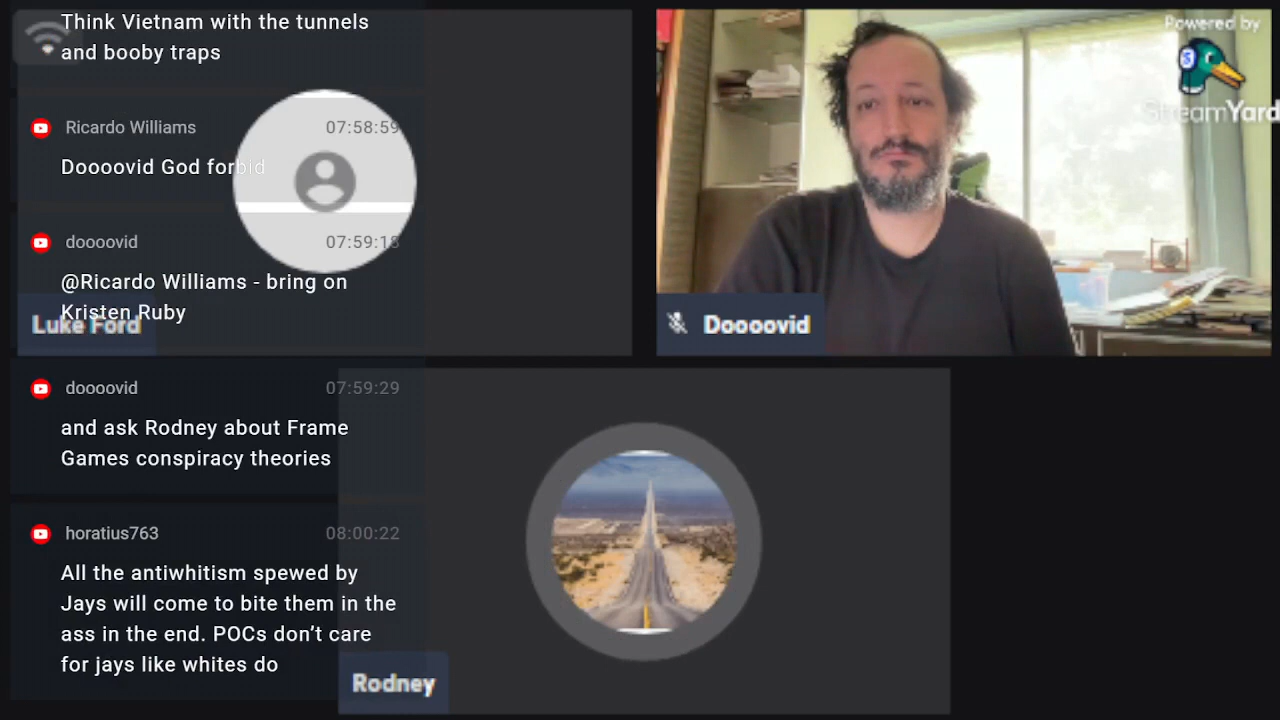 Think Vietnam with the tunnels
and booby traps
Ricardo Williams 07:58:59
Doooovid God forbid
doooovid 07:59:18
@Ricardo Williams - bring on
Kristen Ruby
Luke Ford
doooovid 07:59:29
and ask Rodney about Frame
Games conspiracy theories
horatius763 08:00:22
All the antiwhitism spewed by
Jays will come to bite them in the
ass in the end. POCs don’t care
for jays like whites do
Powered by
StreamYard
Doooovid
Rodney